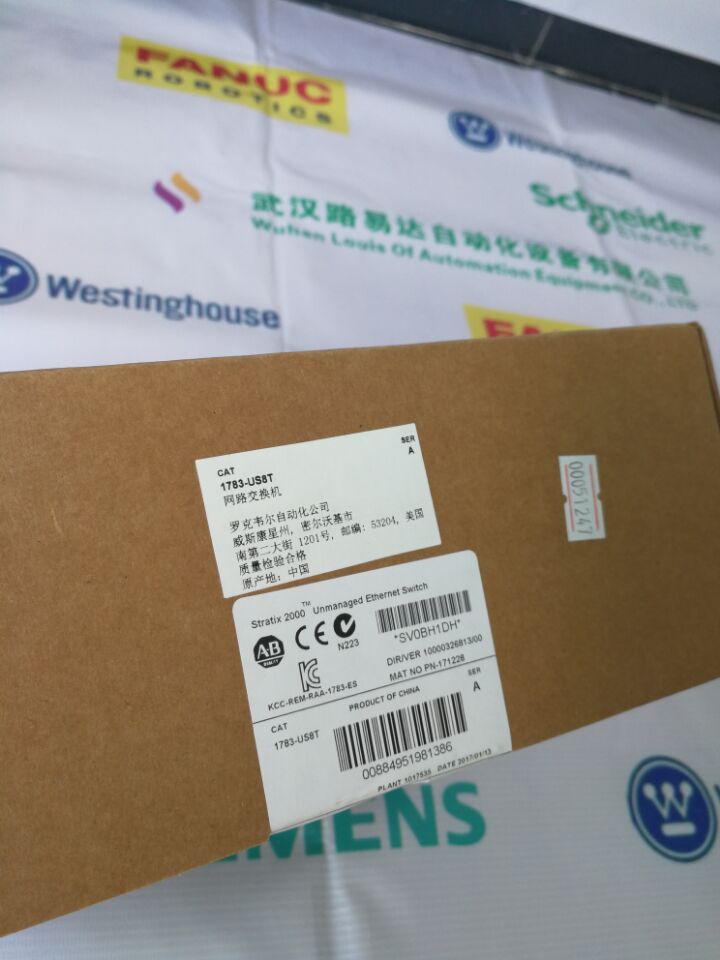 FANUC
ROBOTICS
Westinghouse
Schneider
Electric
武汉路易达自动化设备有限公司
Wuhan Louis Of Automation Equipment CO., LTD
Westinghouse
CAT
1783-US8T
SER
A
网路交换机
罗克韦尔自动化公司
威斯康星州, 密尔沃基市
南第二大街 1201号, 邮编: 53204, 美国
质量检验合格
原产地: 中国
00051247
Stratix 2000™ Unmanaged Ethernet Switch
A-B
QUALITY
CE
N223
*SV0BH1DH*
DIRIVER 10000326813/00
MAT NO PN-171226
KCC-REM-RAA-1783-ES
PRODUCT OF CHINA
SER
A
CAT
1783-US8T
00884951981386
PLANT 1017535 DATE 2017/01/13
EMENS